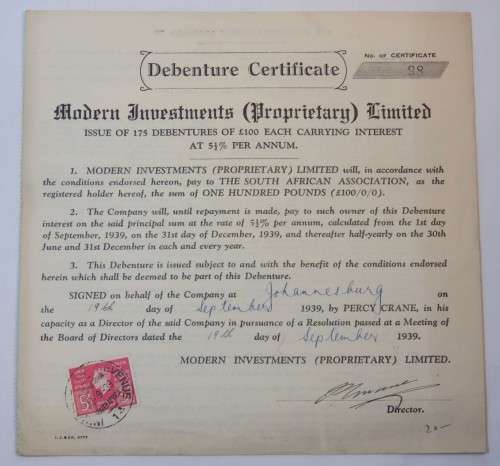 Debenture Certificate
No. of CERTIFICATE
98
Modern Investments (Proprietary) Limited
ISSUE OF 175 DEBENTURES OF £100 EACH CARRYING INTEREST
AT 5½% PER ANNUM.
1. MODERN INVESTMENTS (PROPRIETARY) LIMITED will, in accordance with
the conditions endorsed hereon, pay to THE SOUTH AFRICAN ASSOCIATION, as the
registered holder hereof, the sum of ONE HUNDRED POUNDS (£100/0/0).
2. The Company will, until repayment is made, pay to such owner of this Debenture
interest on the said principal sum at the rate of 5½% per annum, calculated from the 1st day
of September, 1939, on the 31st day of December, 1939, and thereafter half-yearly on the 30th
June and 31st December in each and every year.
3. This Debenture is issued subject to and with the benefit of the conditions endorsed
herein which shall be deemed to be part of this Debenture.
SIGNED on behalf of the Company at Johannesburg on
the 19th day of September 1939, by PERCY CRANE, in his
capacity as a Director of the said Company in pursuance of a Resolution passed at a Meeting of
the Board of Directors dated the 19th day of September 1939.
MODERN INVESTMENTS (PROPRIETARY) LIMITED.
REVENUE
Director.